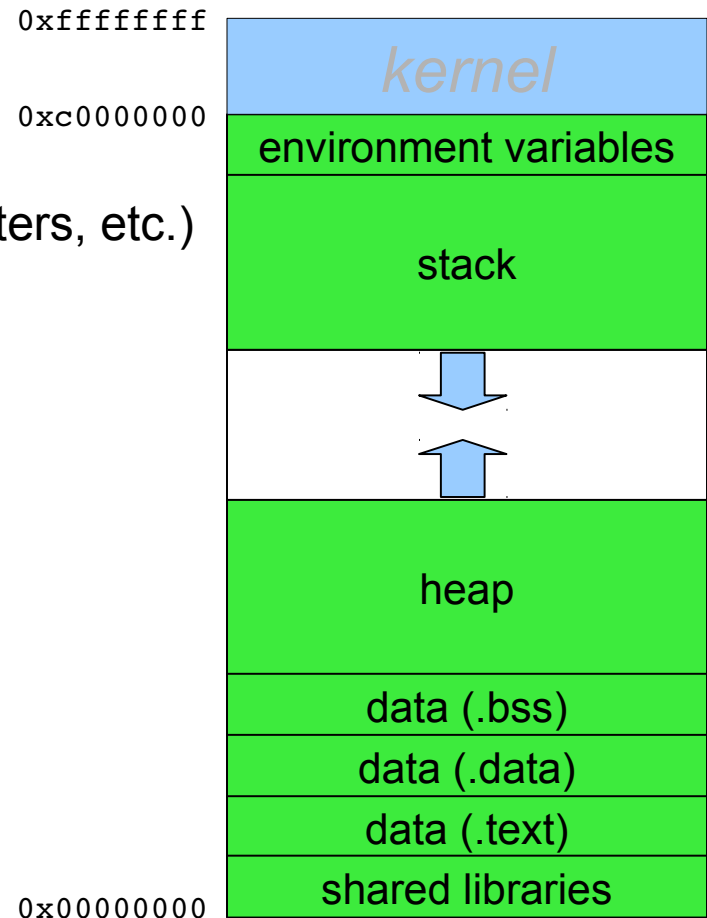 0xffffffff
kernel
0xc0000000
environment variables
ters, etc.)
stack
heap
data (.bss)
data (.data)
data (.text)
shared libraries
0x00000000